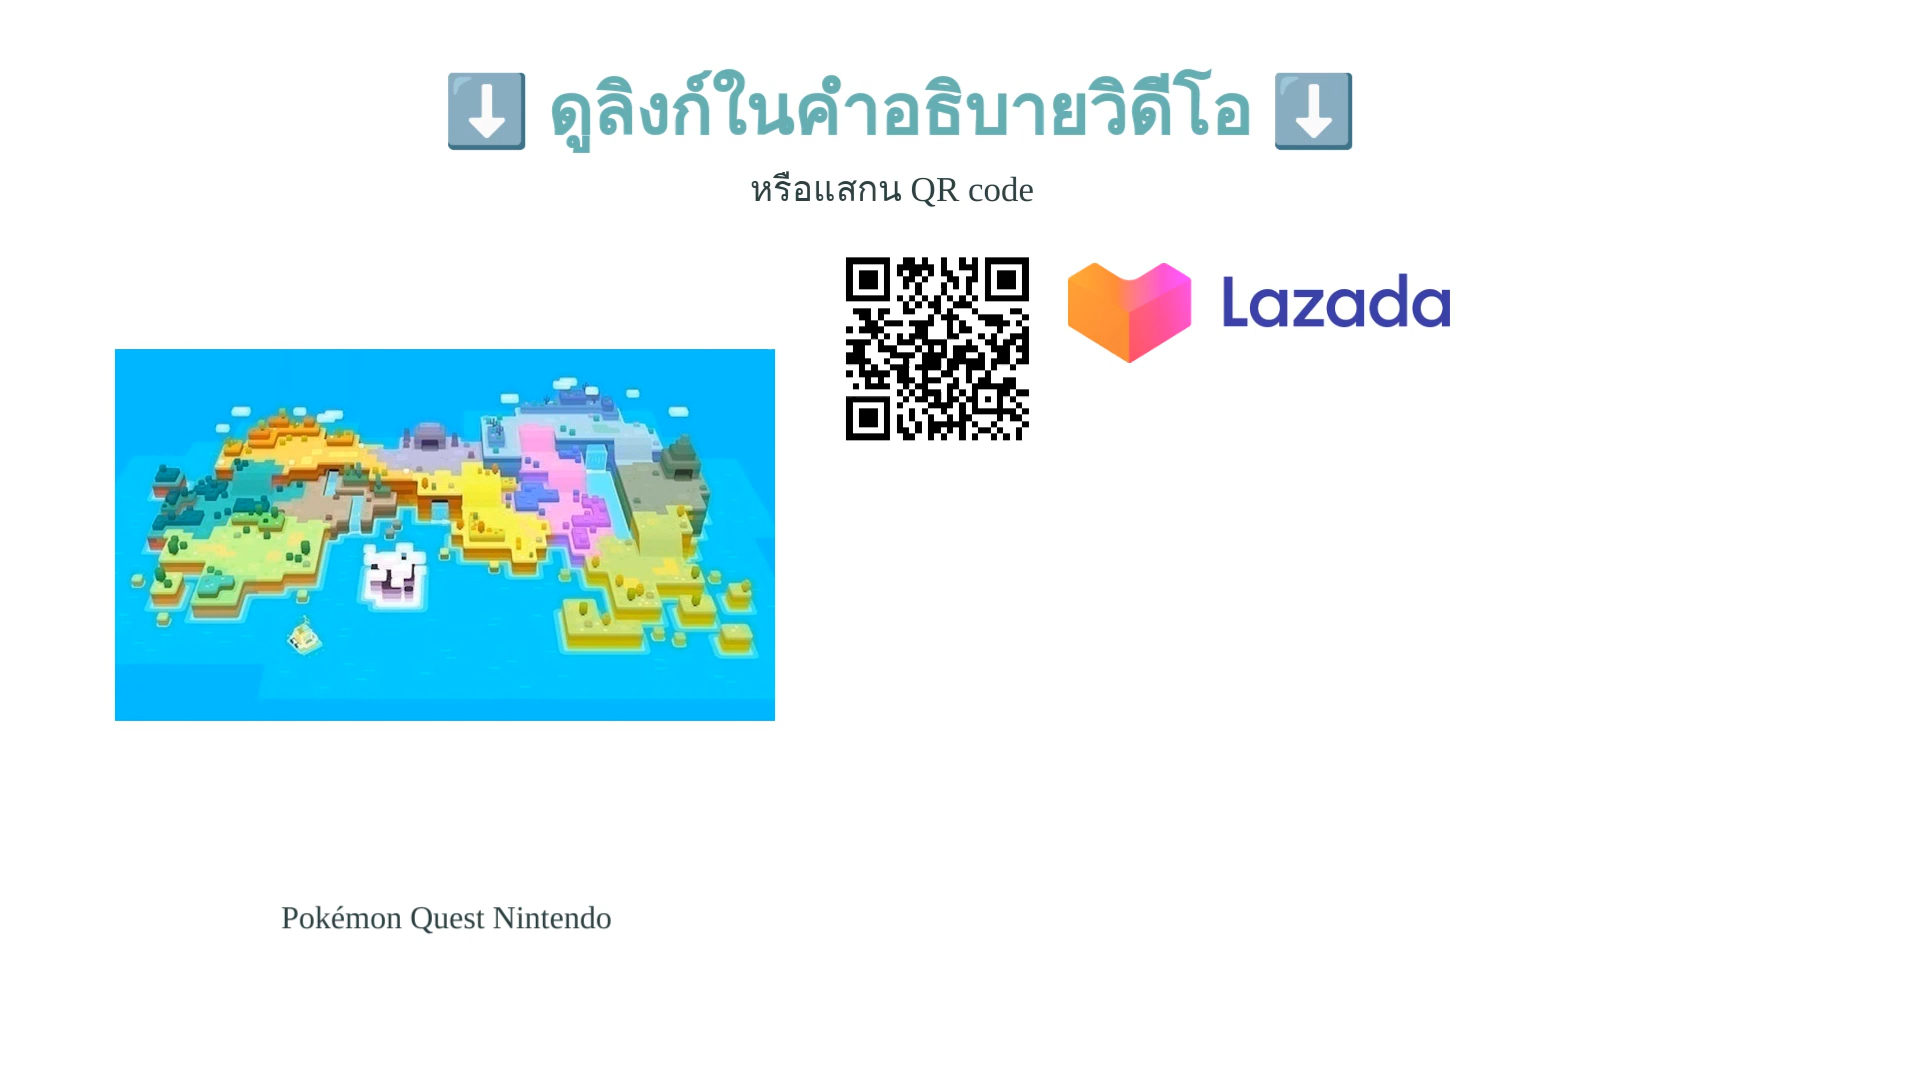 ⬇️ ดูลิงก์ในคำอธิบายวิดีโอ ⬇️
หรือแสกน QR code
Lazada
Pokémon Quest Nintendo